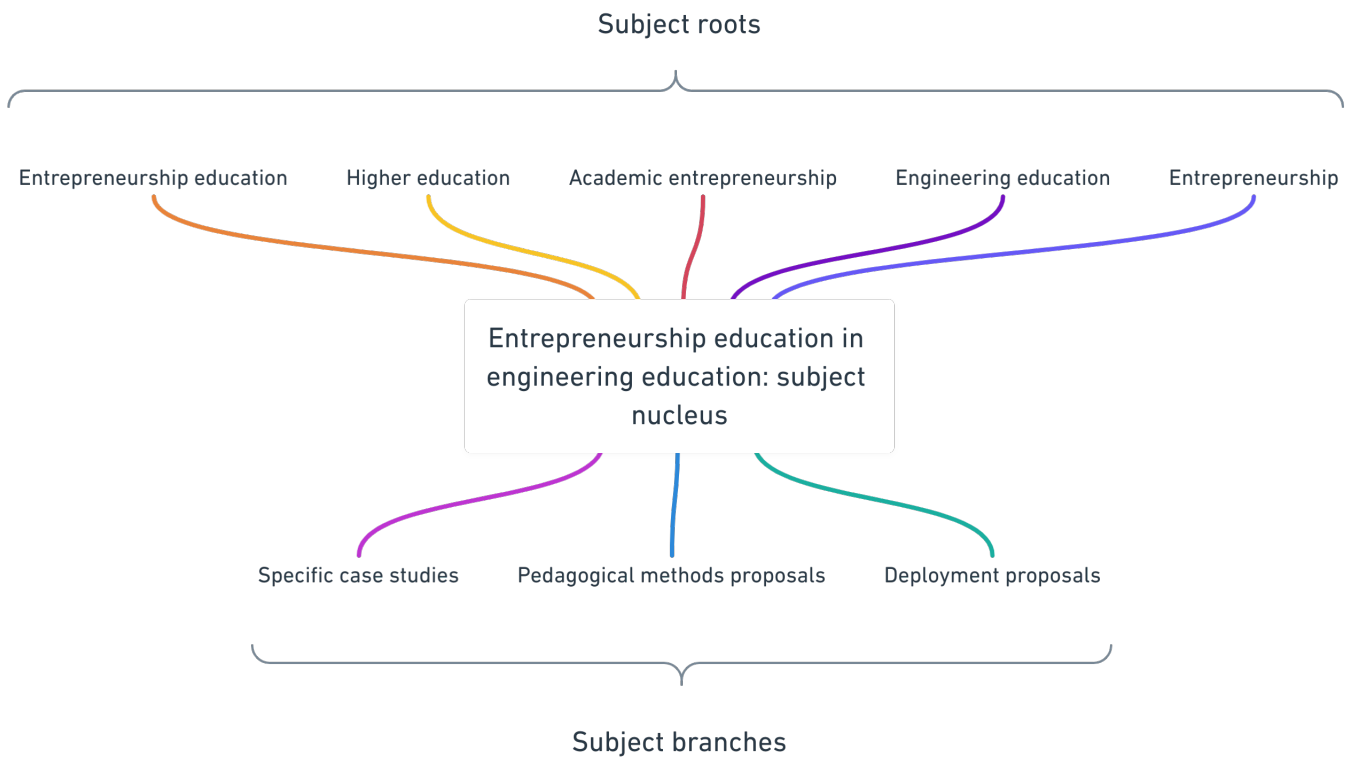 Subject roots
Entrepreneurship education
Higher education
Academic entrepreneurship
Engineering education
Entrepreneurship
Entrepreneurship education in
engineering education: subject
nucleus
Specific case studies
Pedagogical methods proposals
Deployment proposals
Subject branches